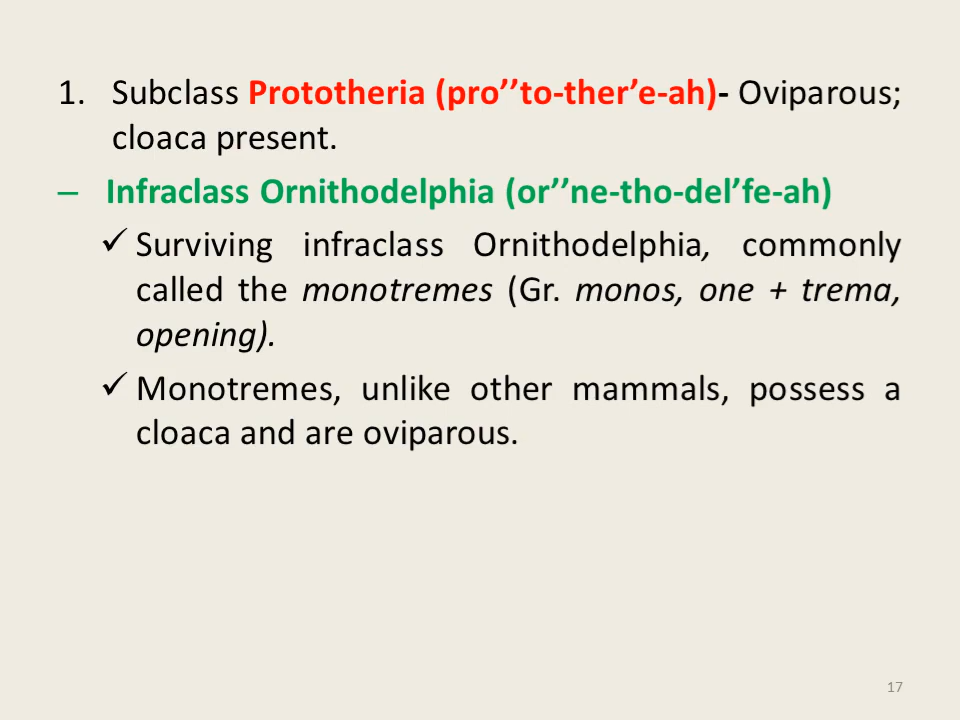 1. Subclass Prototheria (pro’’to-ther’e-ah)- Oviparous;
cloaca present.
– Infraclass Ornithodelphia (or’’ne-tho-del’fe-ah)
✓ Surviving infraclass Ornithodelphia, commonly
called the monotremes (Gr. monos, one + trema,
opening).
✓ Monotremes, unlike other mammals, possess a
cloaca and are oviparous.
17